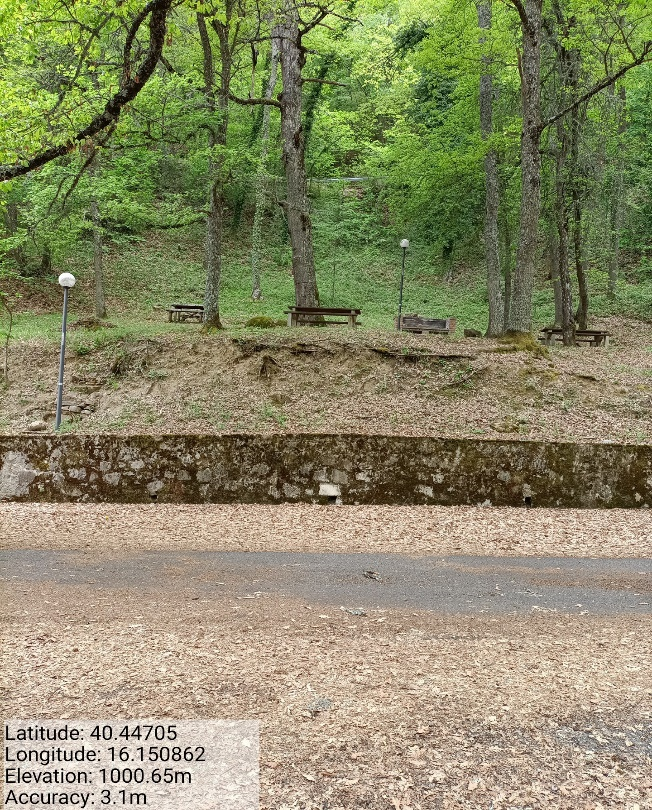 Latitude: 40.44705
Longitude: 16.150862
Elevation: 1000.65m
Accuracy: 3.1m